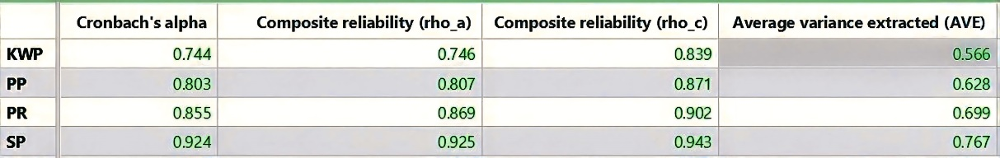 Cronbach's alpha Composite reliability (rho_a) Composite reliability (rho_c) Average variance extracted (AVE)
KWP 0.744 0.746 0.839 0.566
PP 0.803 0.807 0.871 0.628
PR 0.855 0.869 0.902 0.699
SP 0.924 0.925 0.943 0.767